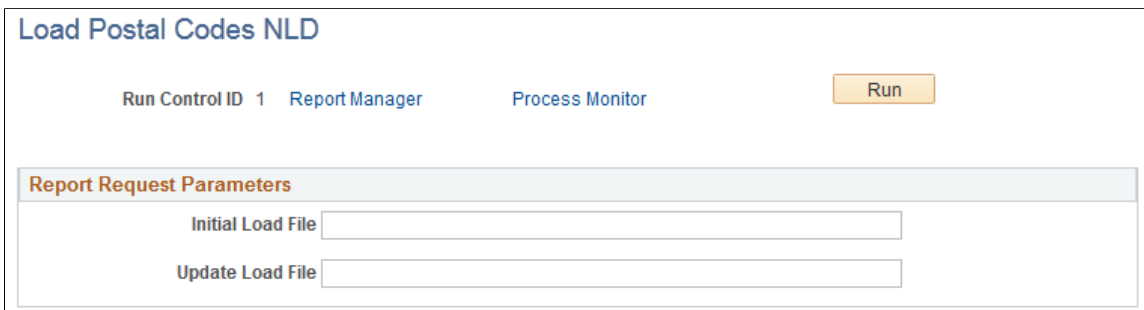 Load Postal Codes NLD
Run Control ID 1 Report Manager Process Monitor Run
Report Request Parameters
Initial Load File
Update Load File